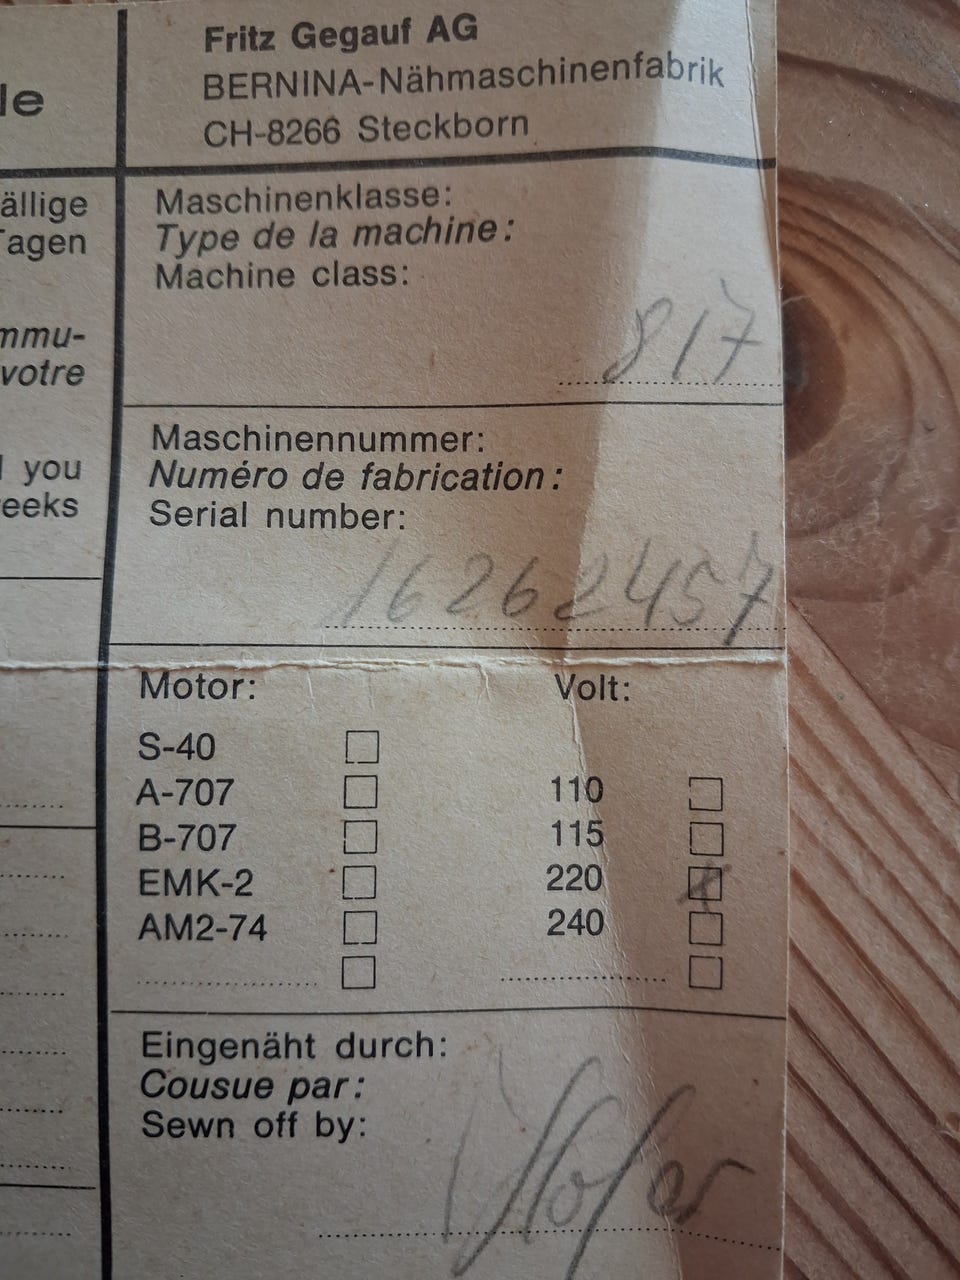 le
ällige
Tagen
mmu-
votre
you
eeks
Fritz Gegauf AG
BERNINA-Nähmaschinenfabrik
CH-8266 Steckborn
Maschinenklasse:
Type de la machine:
Machine class:
817
Maschinennummer:
Numéro de fabrication:
Serial number:
16262457
Motor: Volt:
S-40
A-707 110
B-707 115
EMK-2 220
AM2-74 240
Eingenäht durch:
Cousue par:
Sewn off by:
Hofer